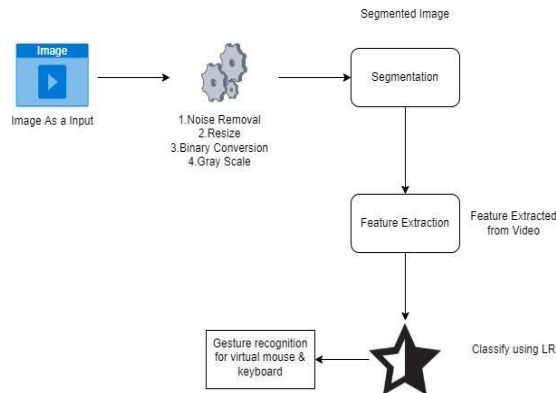 Segmented Image
Image
Segmentation
Image As a Input
1.Noise Removal
2.Resize
3.Binary Conversion
4.Gray Scale
Feature Extraction
Feature Extracted
from Video
Gesture recognition
for virtual mouse &
keyboard
Classify using LR